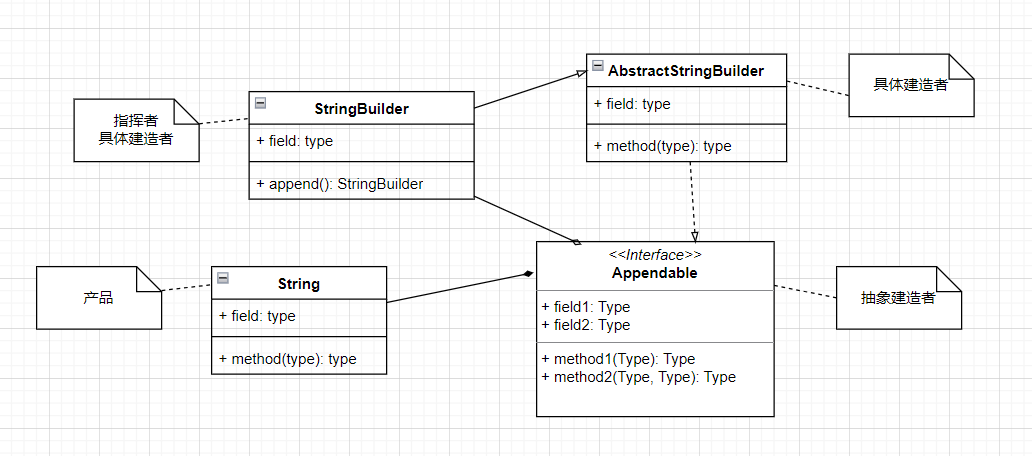 AbstractStringBuilder
+ field: type
+ method(type): type
具体建造者
指挥者
具体建造者
StringBuilder
+ field: type
+ append(): StringBuilder
<<Interface>>
Appendable
+ field1: Type
+ field2: Type
+ method1(Type): Type
+ method2(Type, Type): Type
产品
String
+ field: type
+ method(type): type
抽象建造者